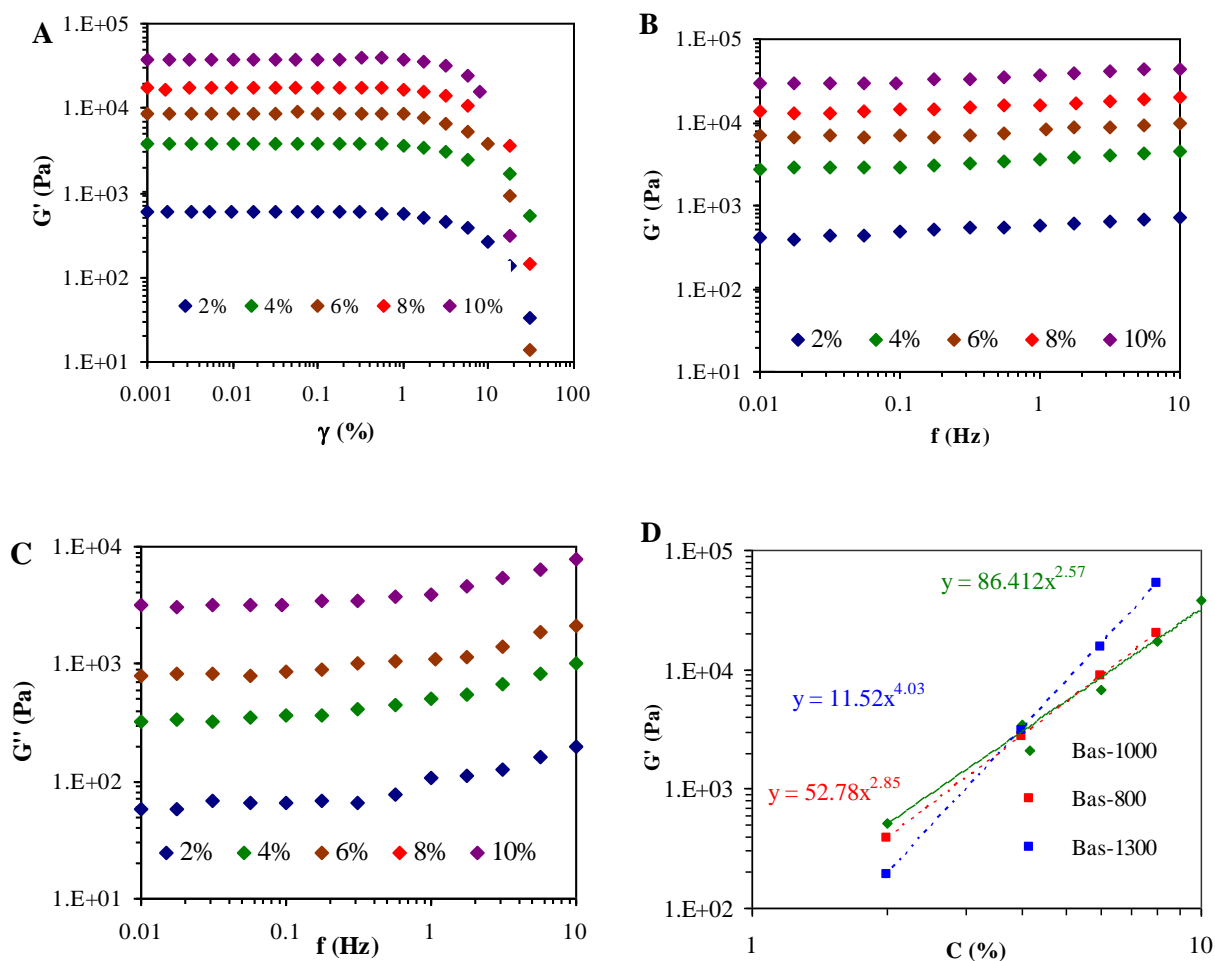 A
1.E+05
1.E+04
1.E+03
1.E+02
1.E+01
G' (Pa)
2% 4% 6% 8% 10%
0.001 0.01 0.1 1 10 100
γ (%)
B
1.E+05
1.E+04
1.E+03
1.E+02
1.E+01
G' (Pa)
2% 4% 6% 8% 10%
0.01 0.1 1 10
f (Hz)
C
1.E+04
1.E+03
1.E+02
1.E+01
G'' (Pa)
2% 4% 6% 8% 10%
0.01 0.1 1 10
f (Hz)
D
1.E+05
1.E+04
1.E+03
1.E+02
G' (Pa)
y = 86.412x^2.57
y = 11.52x^4.03
y = 52.78x^2.85
Bas-1000
Bas-800
Bas-1300
1 10
C (%)